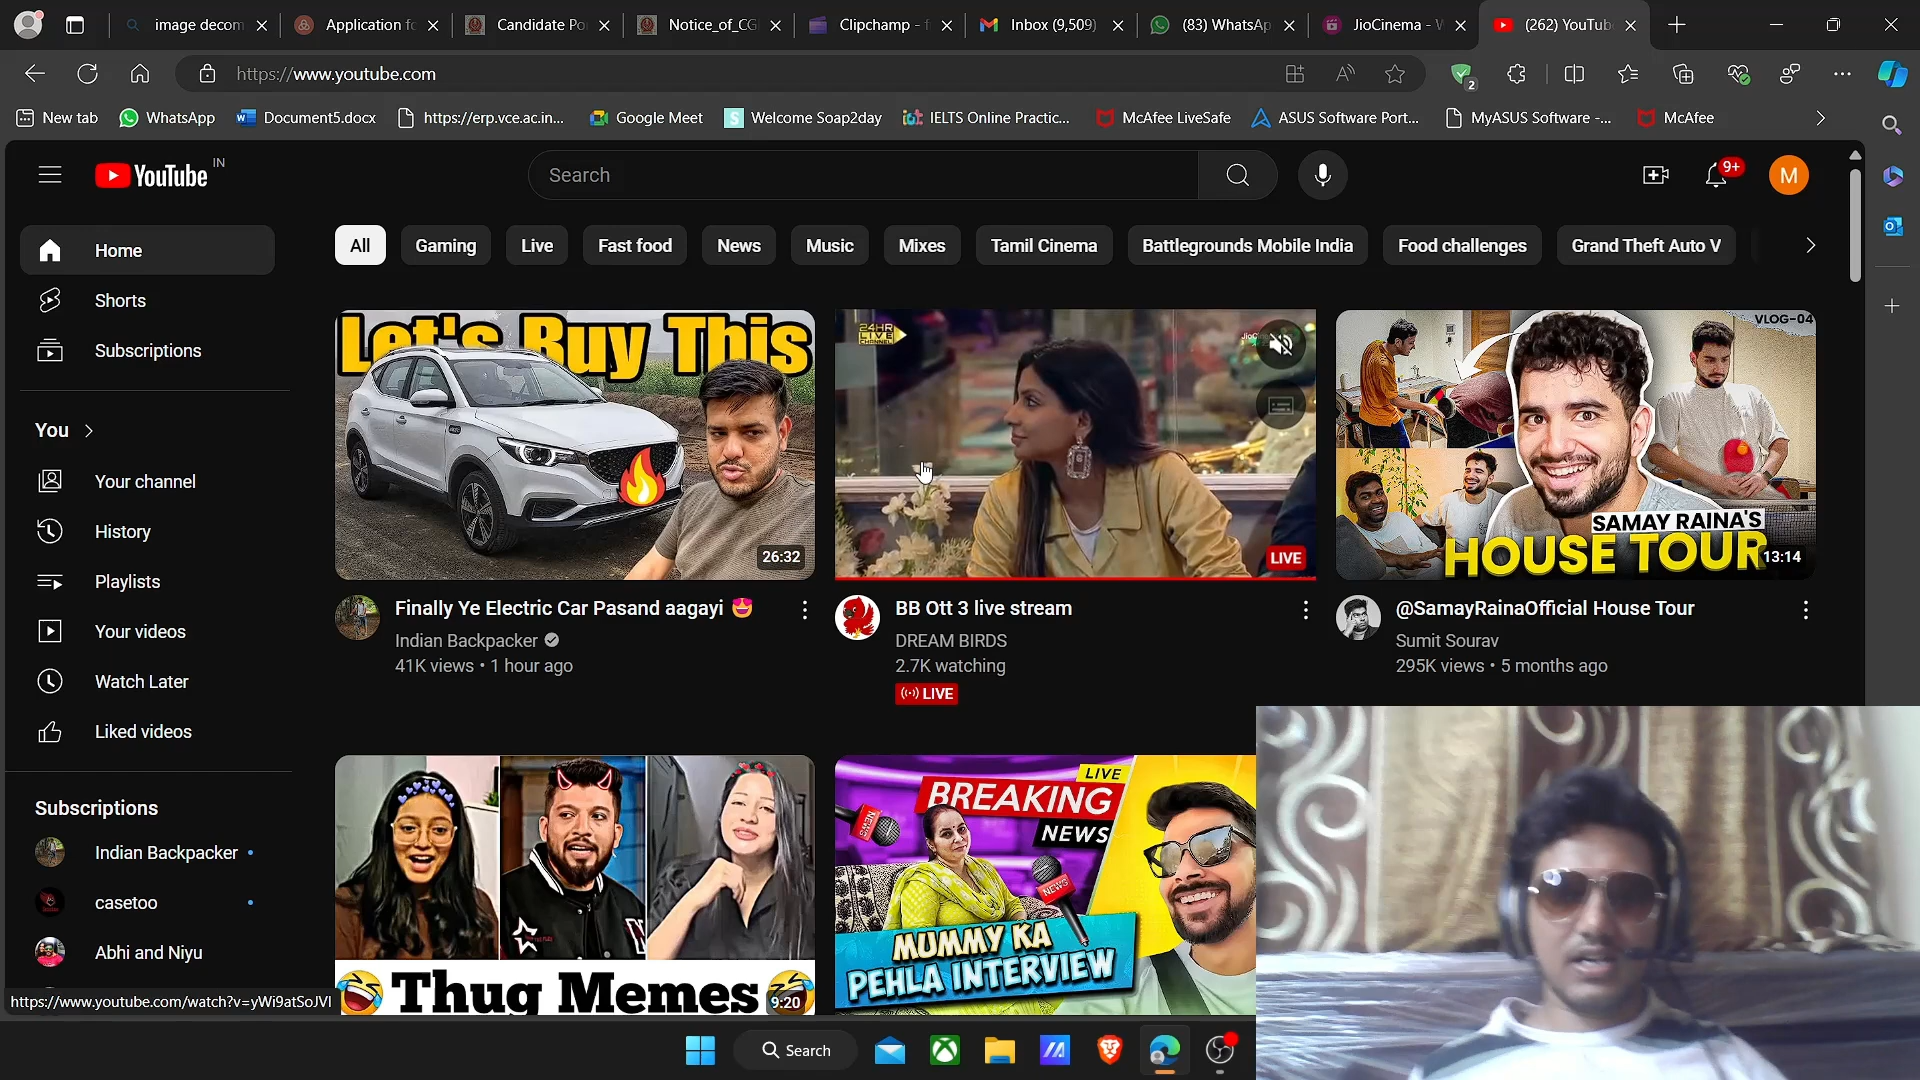 image decom
Application fo
Candidate Po
Notice_of_CG
Clipchamp - f
Inbox (9,509)
(83) WhatsAp
JioCinema - W
(262) YouTub
https://www.youtube.com
2
New tab
WhatsApp
Document5.docx
https://erp.vce.ac.in...
Google Meet
Welcome Soap2day
IELTS Online Practic...
McAfee LiveSafe
ASUS Software Port...
MyASUS Software -...
McAfee
YouTube IN
Search
9+
M
Home
Shorts
Subscriptions
You
Your channel
History
Playlists
Your videos
Watch Later
Liked videos
Subscriptions
Indian Backpacker
casetoo
Abhi and Niyu
https://www.youtube.com/watch?v=yWi9atSoJVI
All
Gaming
Live
Fast food
News
Music
Mixes
Tamil Cinema
Battlegrounds Mobile India
Food challenges
Grand Theft Auto V
Let's Buy This
26:32
Finally Ye Electric Car Pasand aagayi 😍
Indian Backpacker
41K views • 1 hour ago
24HR
LIVE
CHANNEL
LIVE
BB Ott 3 live stream
DREAM BIRDS
2.7K watching
LIVE
VLOG-04
SAMAY RAINA'S
HOUSE TOUR
13:14
@SamayRainaOfficial House Tour
Sumit Sourav
295K views • 5 months ago
Thug Memes
9:20
LIVE
BREAKING
NEWS
NEWS
NEWS
MUMMY KA
PEHLA INTERVIEW
Search